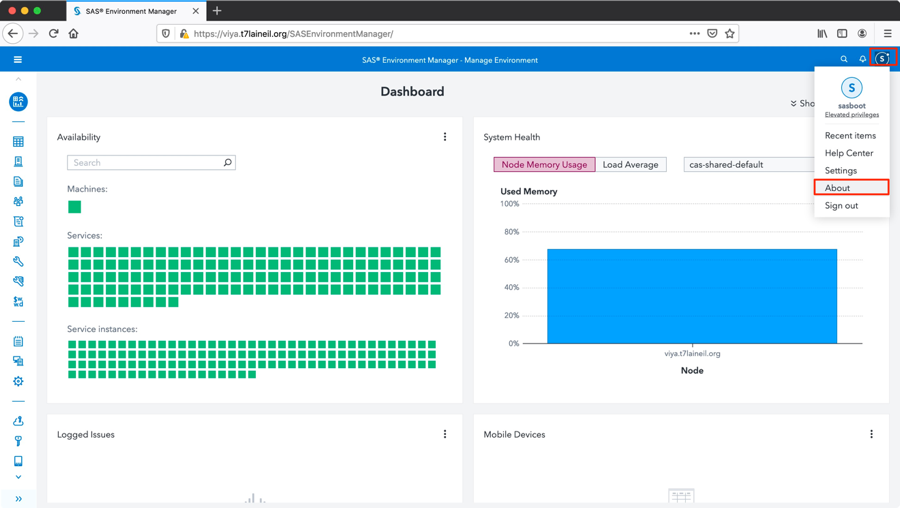 SAS® Environment Manager
https://viya.t7laineil.org/SASEnvironmentManager/
SAS® Environment Manager - Manage Environment
S
Dashboard
Sho
S
sasboot
Elevated privileges
Recent items
Help Center
Settings
About
Sign out
Availability
Search
Machines:
Services:
Service instances:
System Health
Node Memory Usage
Load Average
cas-shared-default
Used Memory
100%
80%
60%
40%
20%
0%
viya.t7laineil.org
Node
Logged Issues
Mobile Devices